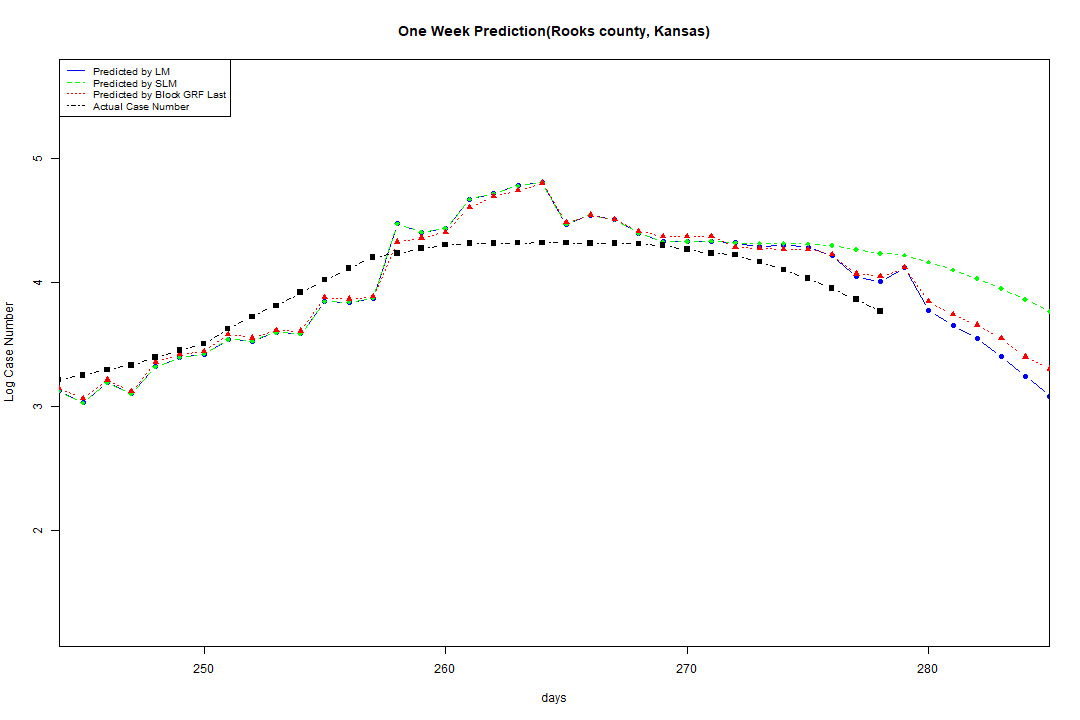 One Week Prediction(Rooks county, Kansas)
Predicted by LM
Predicted by SLM
Predicted by Block GRF Last
Actual Case Number
5
4
3
2
Log Case Number
250 260 270 280
days